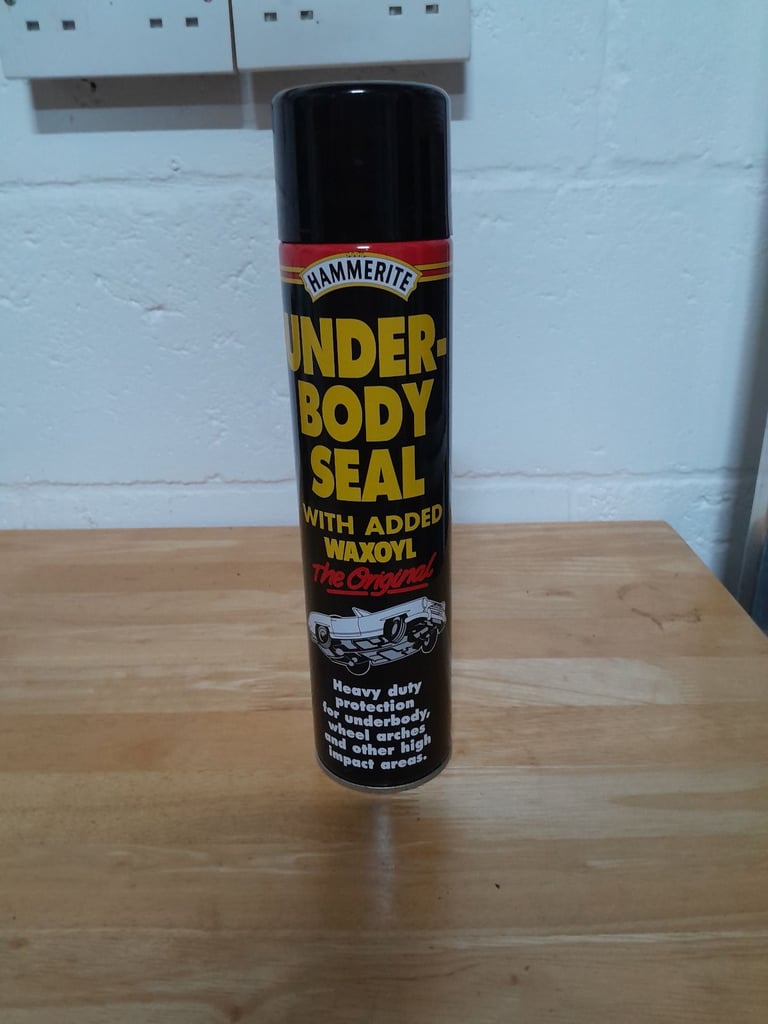 HAMMERITE
UNDER-
BODY
SEAL
WITH ADDED
WAXOYL
The Original
Heavy duty
protection
for underbody,
wheel arches
and other high
impact areas.